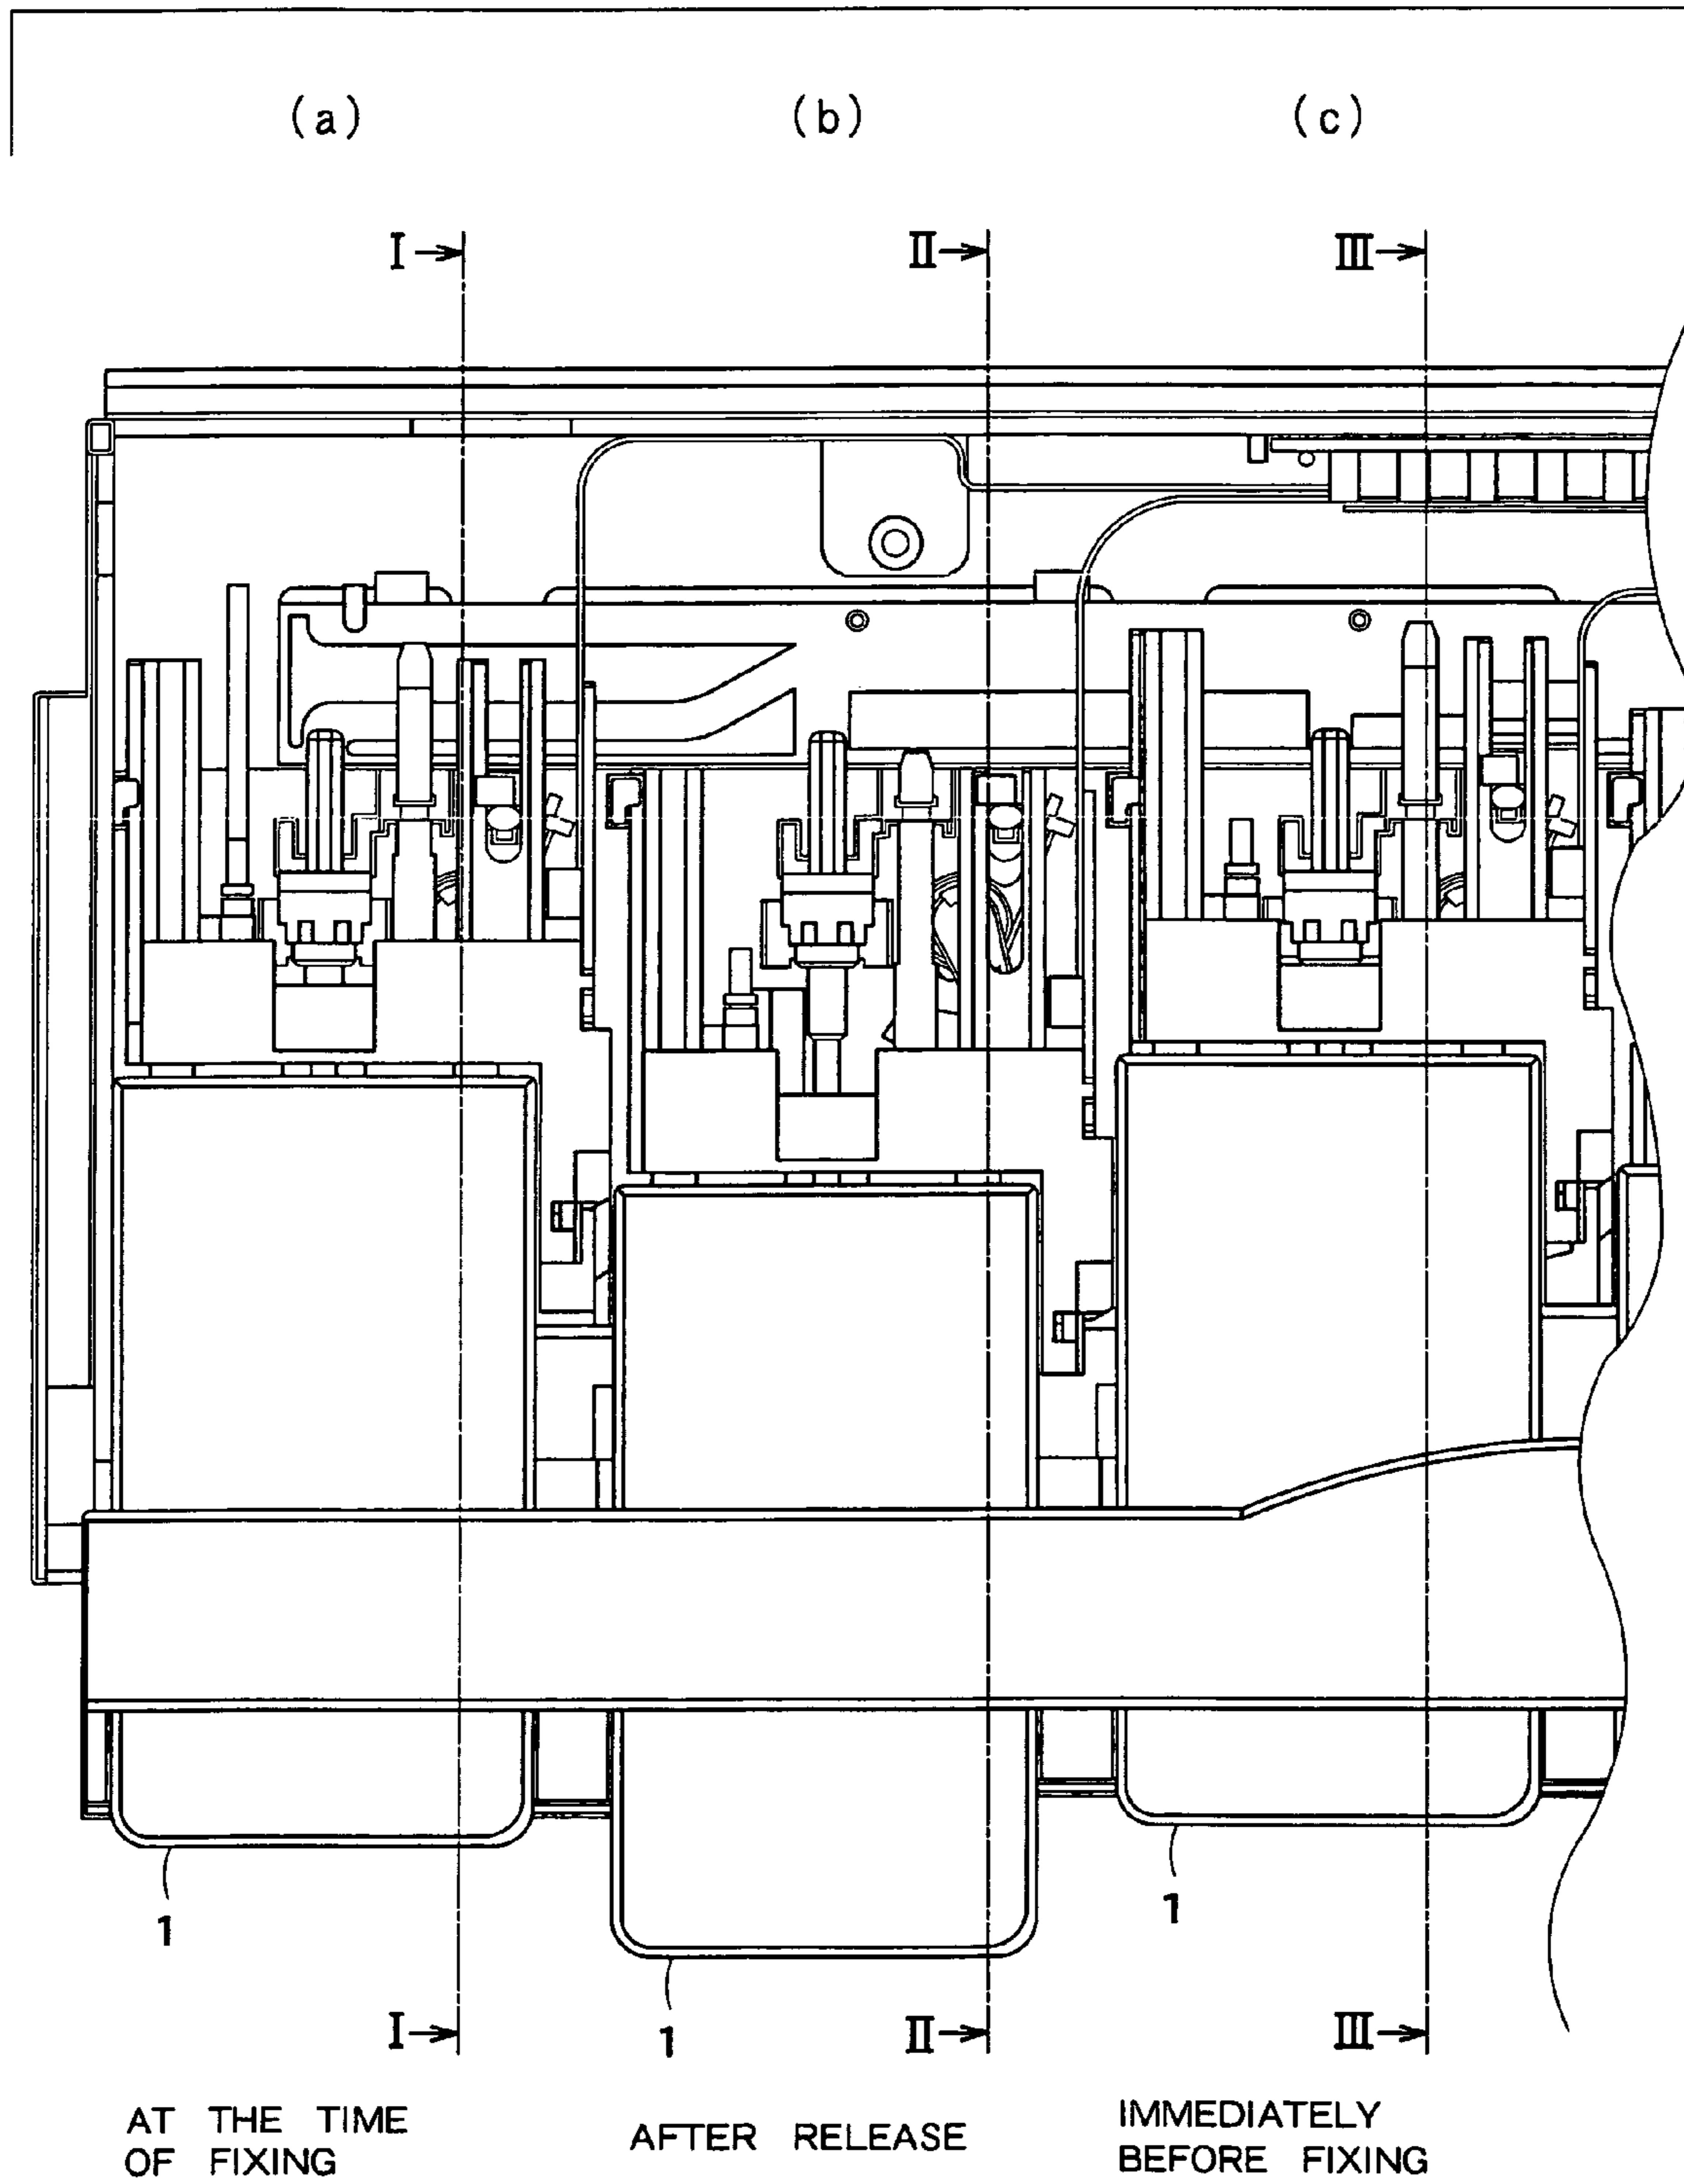 (a) (b) (c)
I II III
1
1
1
I II III
AT THE TIME
OF FIXING
AFTER RELEASE
IMMEDIATELY
BEFORE FIXING